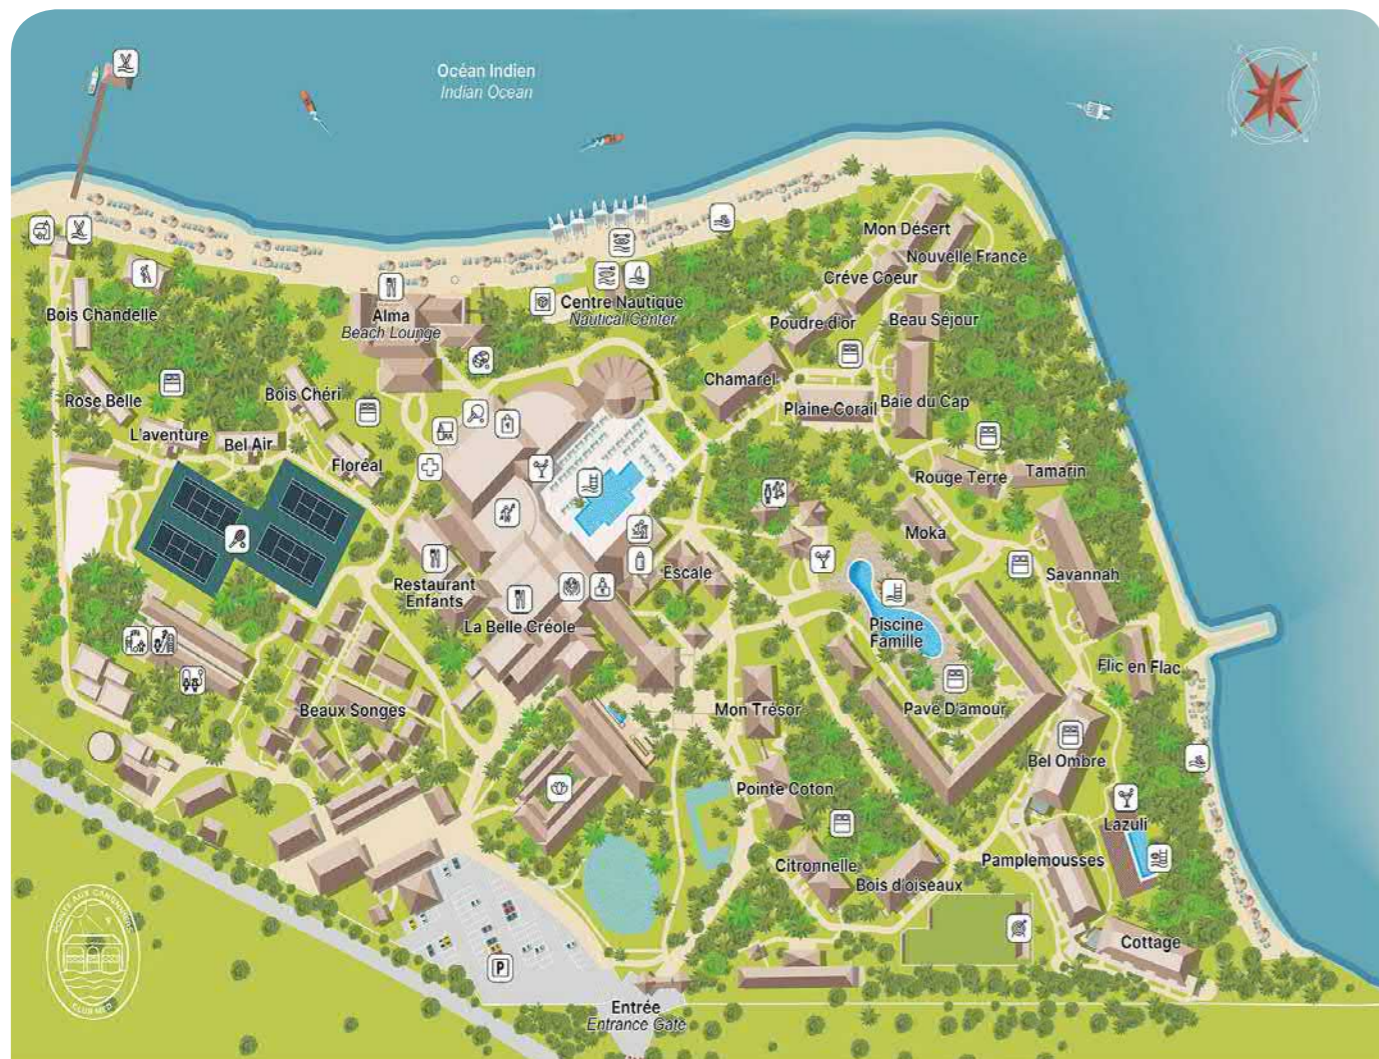 Océan Indien
Indian Ocean
Mon Désert
Nouvelle France
Créve Coeur
Bois Chandelle
Alma
Beach Lounge
Centre Nautique
Nautical Center
Poudre d'or
Beau Séjour
Chamarel
Rose Belle
Bois Chéri
Plaine Corail
Baie du Cap
L'aventure
Bel Air
Floréal
Rouge Terre
Tamarin
Moka
Restaurant
Enfants
Escale
Savannah
La Belle Créole
Piscine
Famille
Flic en Flac
Beaux Songes
Mon Trésor
Pavé D'amour
Bel Ombre
Pointe Coton
Lazuli
Citronnelle
Bois d'oiseaux
Pamplemousses
Cottage
POINTE AUX CANONNIERS
CLUB MED
P
Entrée
Entrance Gate